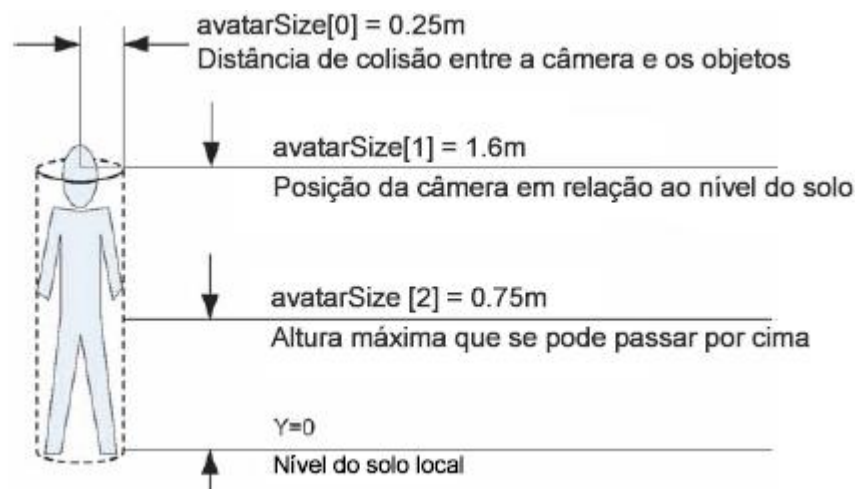 avatarSize[0] = 0.25m
Distância de colisão entre a câmera e os objetos
avatarSize[1] = 1.6m
Posição da câmera em relação ao nível do solo
avatarSize [2] = 0.75m
Altura máxima que se pode passar por cima
Y=0
Nível do solo local